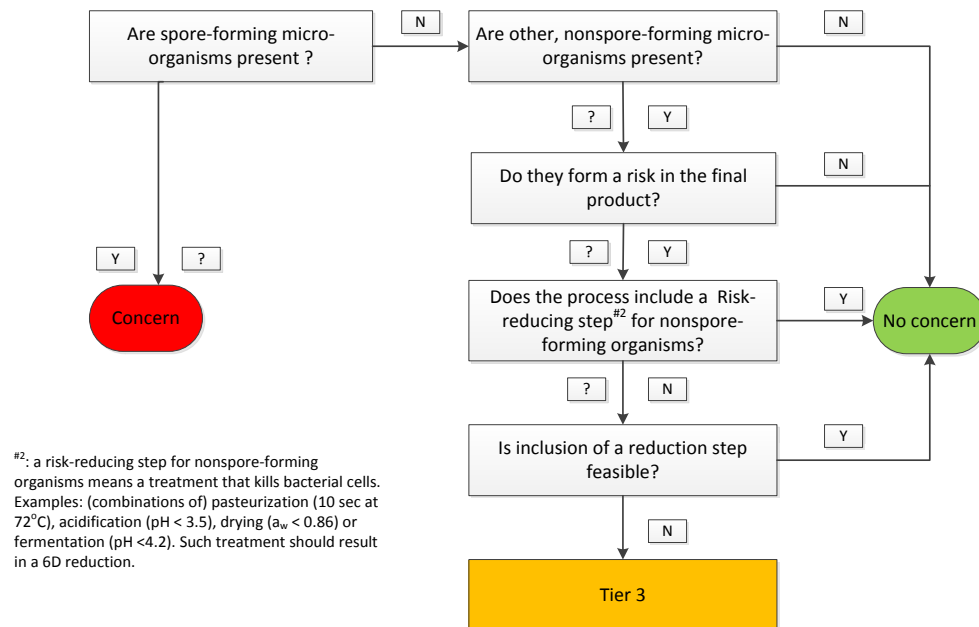 Are spore-forming micro-
organisms present ?
N
Are other, nonspore-forming micro-
organisms present?
N
?
Y
Do they form a risk in the final
product?
N
?
Y
Y
?
Concern
Does the process include a Risk-
reducing step#2 for nonspore-
forming organisms?
Y
No concern
?
N
Is inclusion of a reduction step
feasible?
Y
N
Tier 3
#2: a risk-reducing step for nonspore-forming
organisms means a treatment that kills bacterial cells.
Examples: (combinations of) pasteurization (10 sec at
72oC), acidification (pH < 3.5), drying (aw < 0.86) or
fermentation (pH <4.2). Such treatment should result
in a 6D reduction.